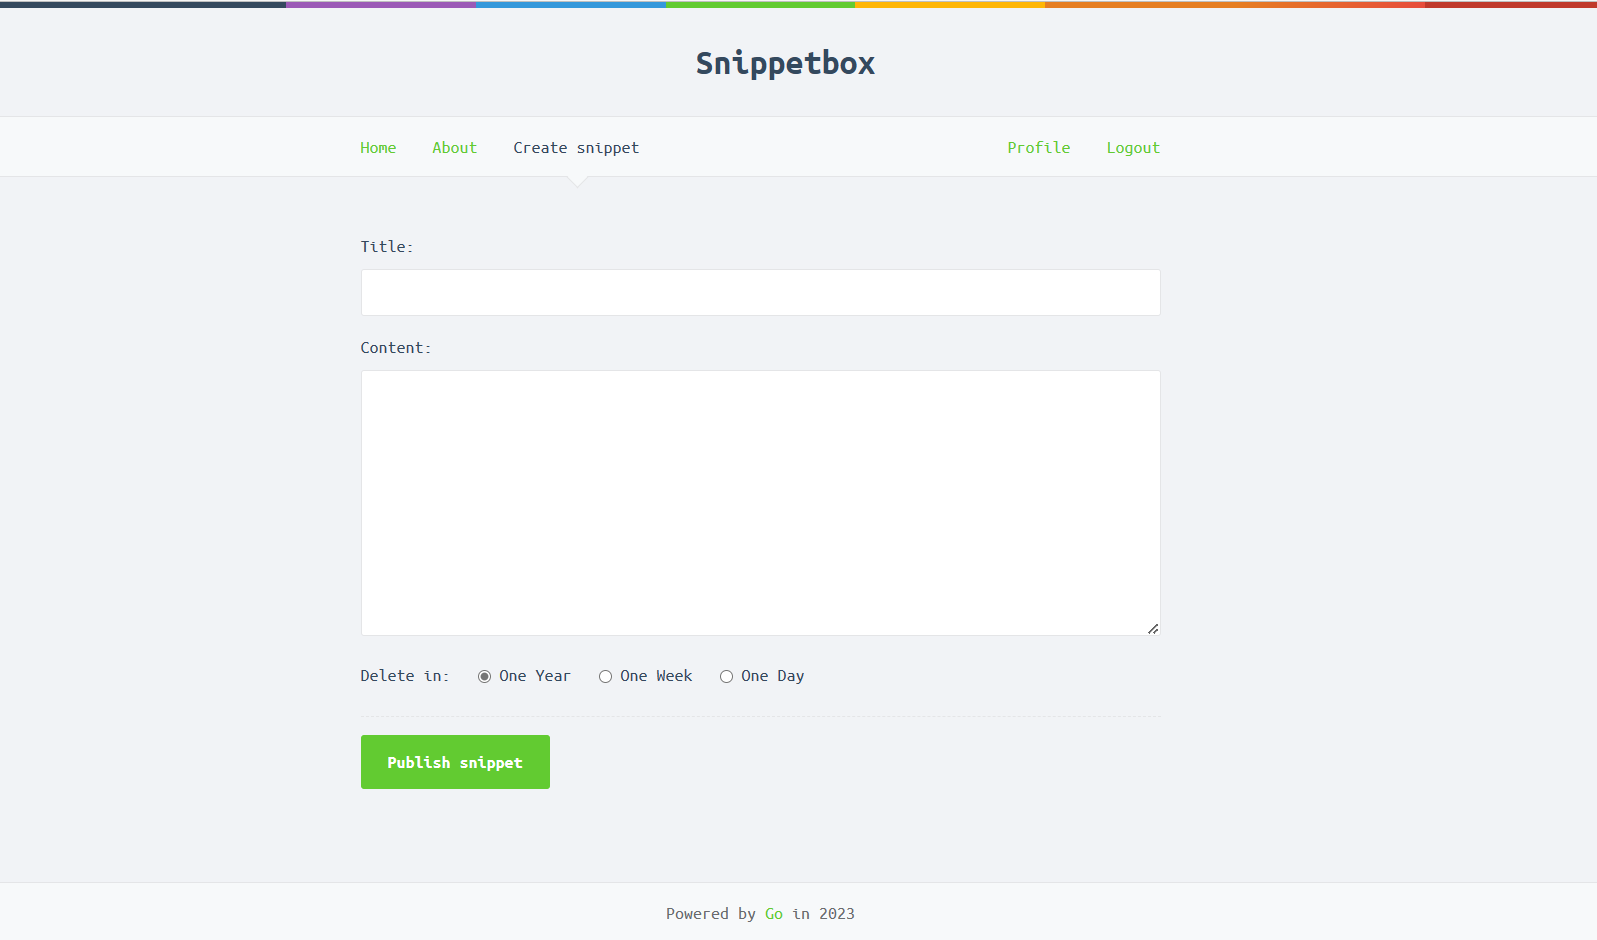 Snippetbox
Home About Create snippet Profile Logout
Title:
Content:
Delete in: One Year One Week One Day
Publish snippet
Powered by Go in 2023